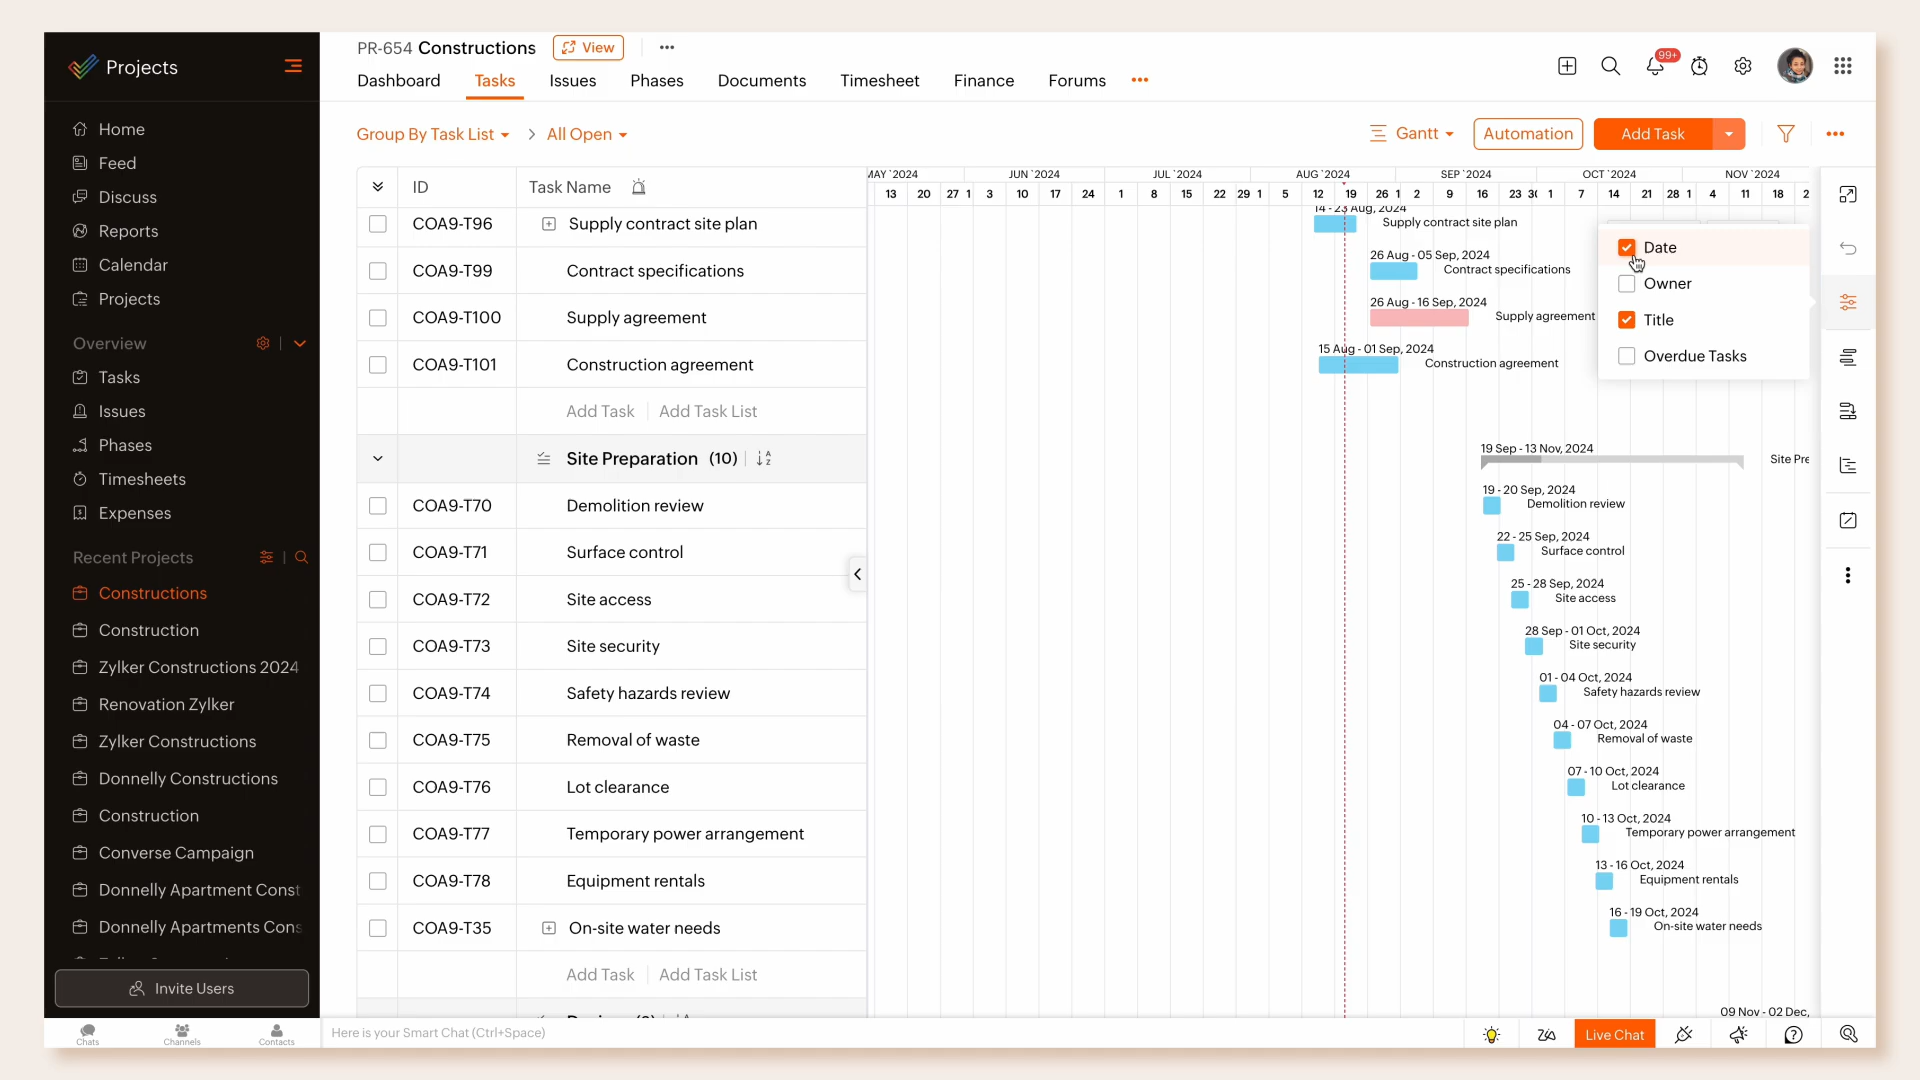 Projects
PR-654 Constructions
View
Dashboard
Tasks
Issues
Phases
Documents
Timesheet
Finance
Forums
99+
Home
Feed
Discuss
Reports
Calendar
Projects
Overview
Tasks
Issues
Phases
Timesheets
Expenses
Recent Projects
Constructions
Construction
Zylker Constructions 2024
Renovation Zylker
Zylker Constructions
Donnelly Constructions
Construction
Converse Campaign
Donnelly Apartment Const
Donnelly Apartments Cons
Invite Users
Group By Task List > All Open
Gantt
Automation
Add Task
ID Task Name
COA9-T96 Supply contract site plan
COA9-T99 Contract specifications
COA9-T100 Supply agreement
COA9-T101 Construction agreement
Add Task Add Task List
Site Preparation (10)
COA9-T70 Demolition review
COA9-T71 Surface control
COA9-T72 Site access
COA9-T73 Site security
COA9-T74 Safety hazards review
COA9-T75 Removal of waste
COA9-T76 Lot clearance
COA9-T77 Temporary power arrangement
COA9-T78 Equipment rentals
COA9-T35 On-site water needs
Add Task Add Task List
MAY `2024 JUN `2024 JUL `2024 AUG `2024 SEP `2024 OCT `2024 NOV `2024
13 20 27 1 3 10 17 24 1 8 15 22 29 1 5 12 19 26 1 2 9 16 23 30 1 7 14 21 28 1 4 11 18 2
14 - 23 Aug, 2024
Supply contract site plan
26 Aug - 05 Sep, 2024
Contract specifications
26 Aug - 16 Sep, 2024
Supply agreement
15 Aug - 01 Sep, 2024
Construction agreement
19 Sep - 13 Nov, 2024
Site Pre
19 - 20 Sep, 2024
Demolition review
22 - 25 Sep, 2024
Surface control
25 - 28 Sep, 2024
Site access
28 Sep - 01 Oct, 2024
Site security
01 - 04 Oct, 2024
Safety hazards review
04 - 07 Oct, 2024
Removal of waste
07 - 10 Oct, 2024
Lot clearance
10 - 13 Oct, 2024
Temporary power arrangement
13 - 16 Oct, 2024
Equipment rentals
16 - 19 Oct, 2024
On-site water needs
09 Nov - 02 Dec,
Date
Owner
Title
Overdue Tasks
Chats
Channels
Contacts
Here is your Smart Chat (Ctrl+Space)
Live Chat